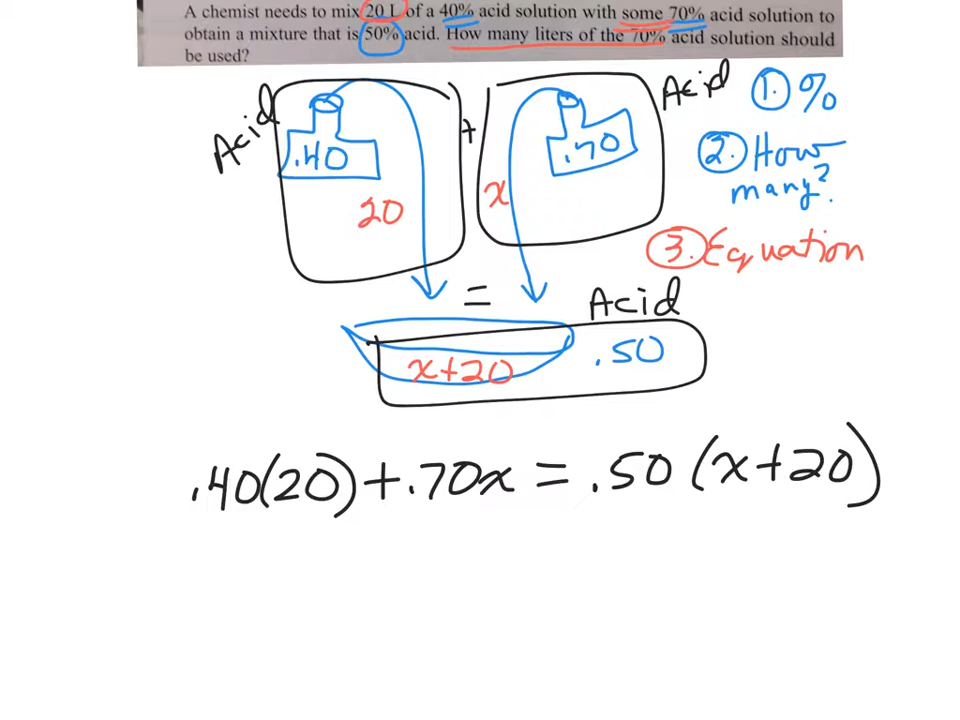 A chemist needs to mix 20 L of a 40% acid solution with some 70% acid solution to
obtain a mixture that is 50% acid. How many liters of the 70% acid solution should
be used?
Acid .40 20 + x .70 Acid
1. %
2. How
many?
3. Equation
=
Acid
x+20 .50
.40(20)+.70x = .50(x+20)